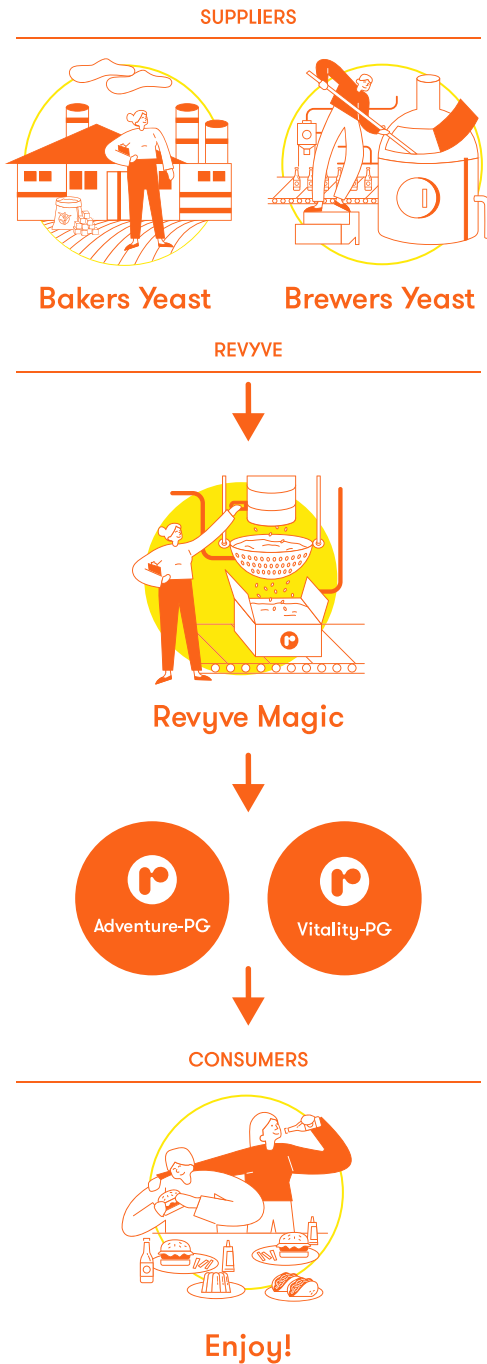 SUPPLIERS
Bakers Yeast
Brewers Yeast
REVYVE
r
Revyve Magic
r
Adventure-PG
r
Vitality-PG
CONSUMERS
Enjoy!